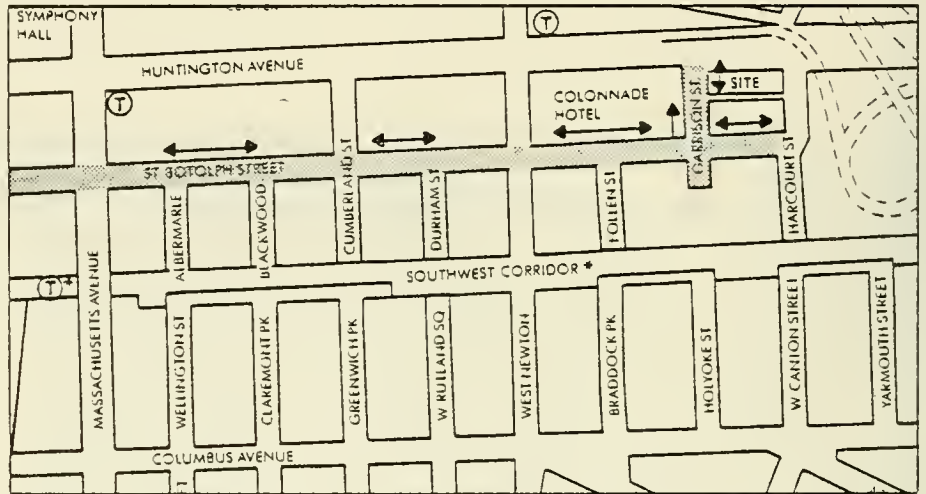 SYMPHONY
HALL
T
HUNTINGTON AVENUE
T
COLONNADE
HOTEL
GARRISON ST.
SITE
ST BOTOLPH STREET
ALBERMARLE
BLACKWOOD
CUMBERLAND ST
DURHAM ST
FOLLEN ST
HARCOURT ST
SOUTHWEST CORRIDOR *
T *
MASSACHUSETTS AVENUE
WELLINGTON ST
CLAREMONT PK
GREENWICH PK
W RUTLAND SQ
WEST NEWTON
BRADDOCK PK
HOLYOKE ST
W CANTON STREET
YARMOUTH STREET
COLUMBUS AVENUE